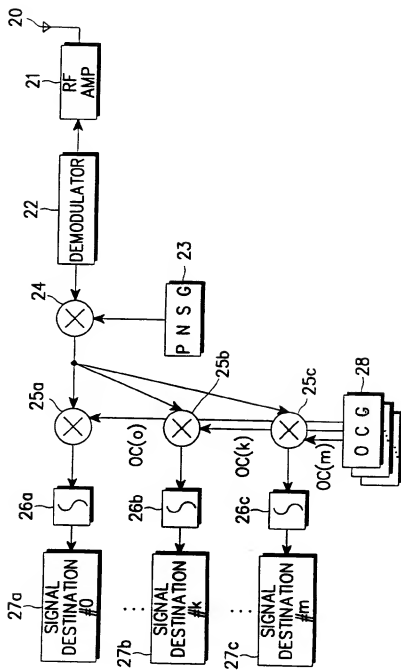 20
21
RF
AMP
22
DEMODULATOR
24
23
P N S G
25a
25b
25c
OC(o)
OC(k)
OC(m)
28
O C G
26a
26b
26c
27a
SIGNAL
DESTINATION
#0
27b
SIGNAL
DESTINATION
#k
27c
SIGNAL
DESTINATION
#m